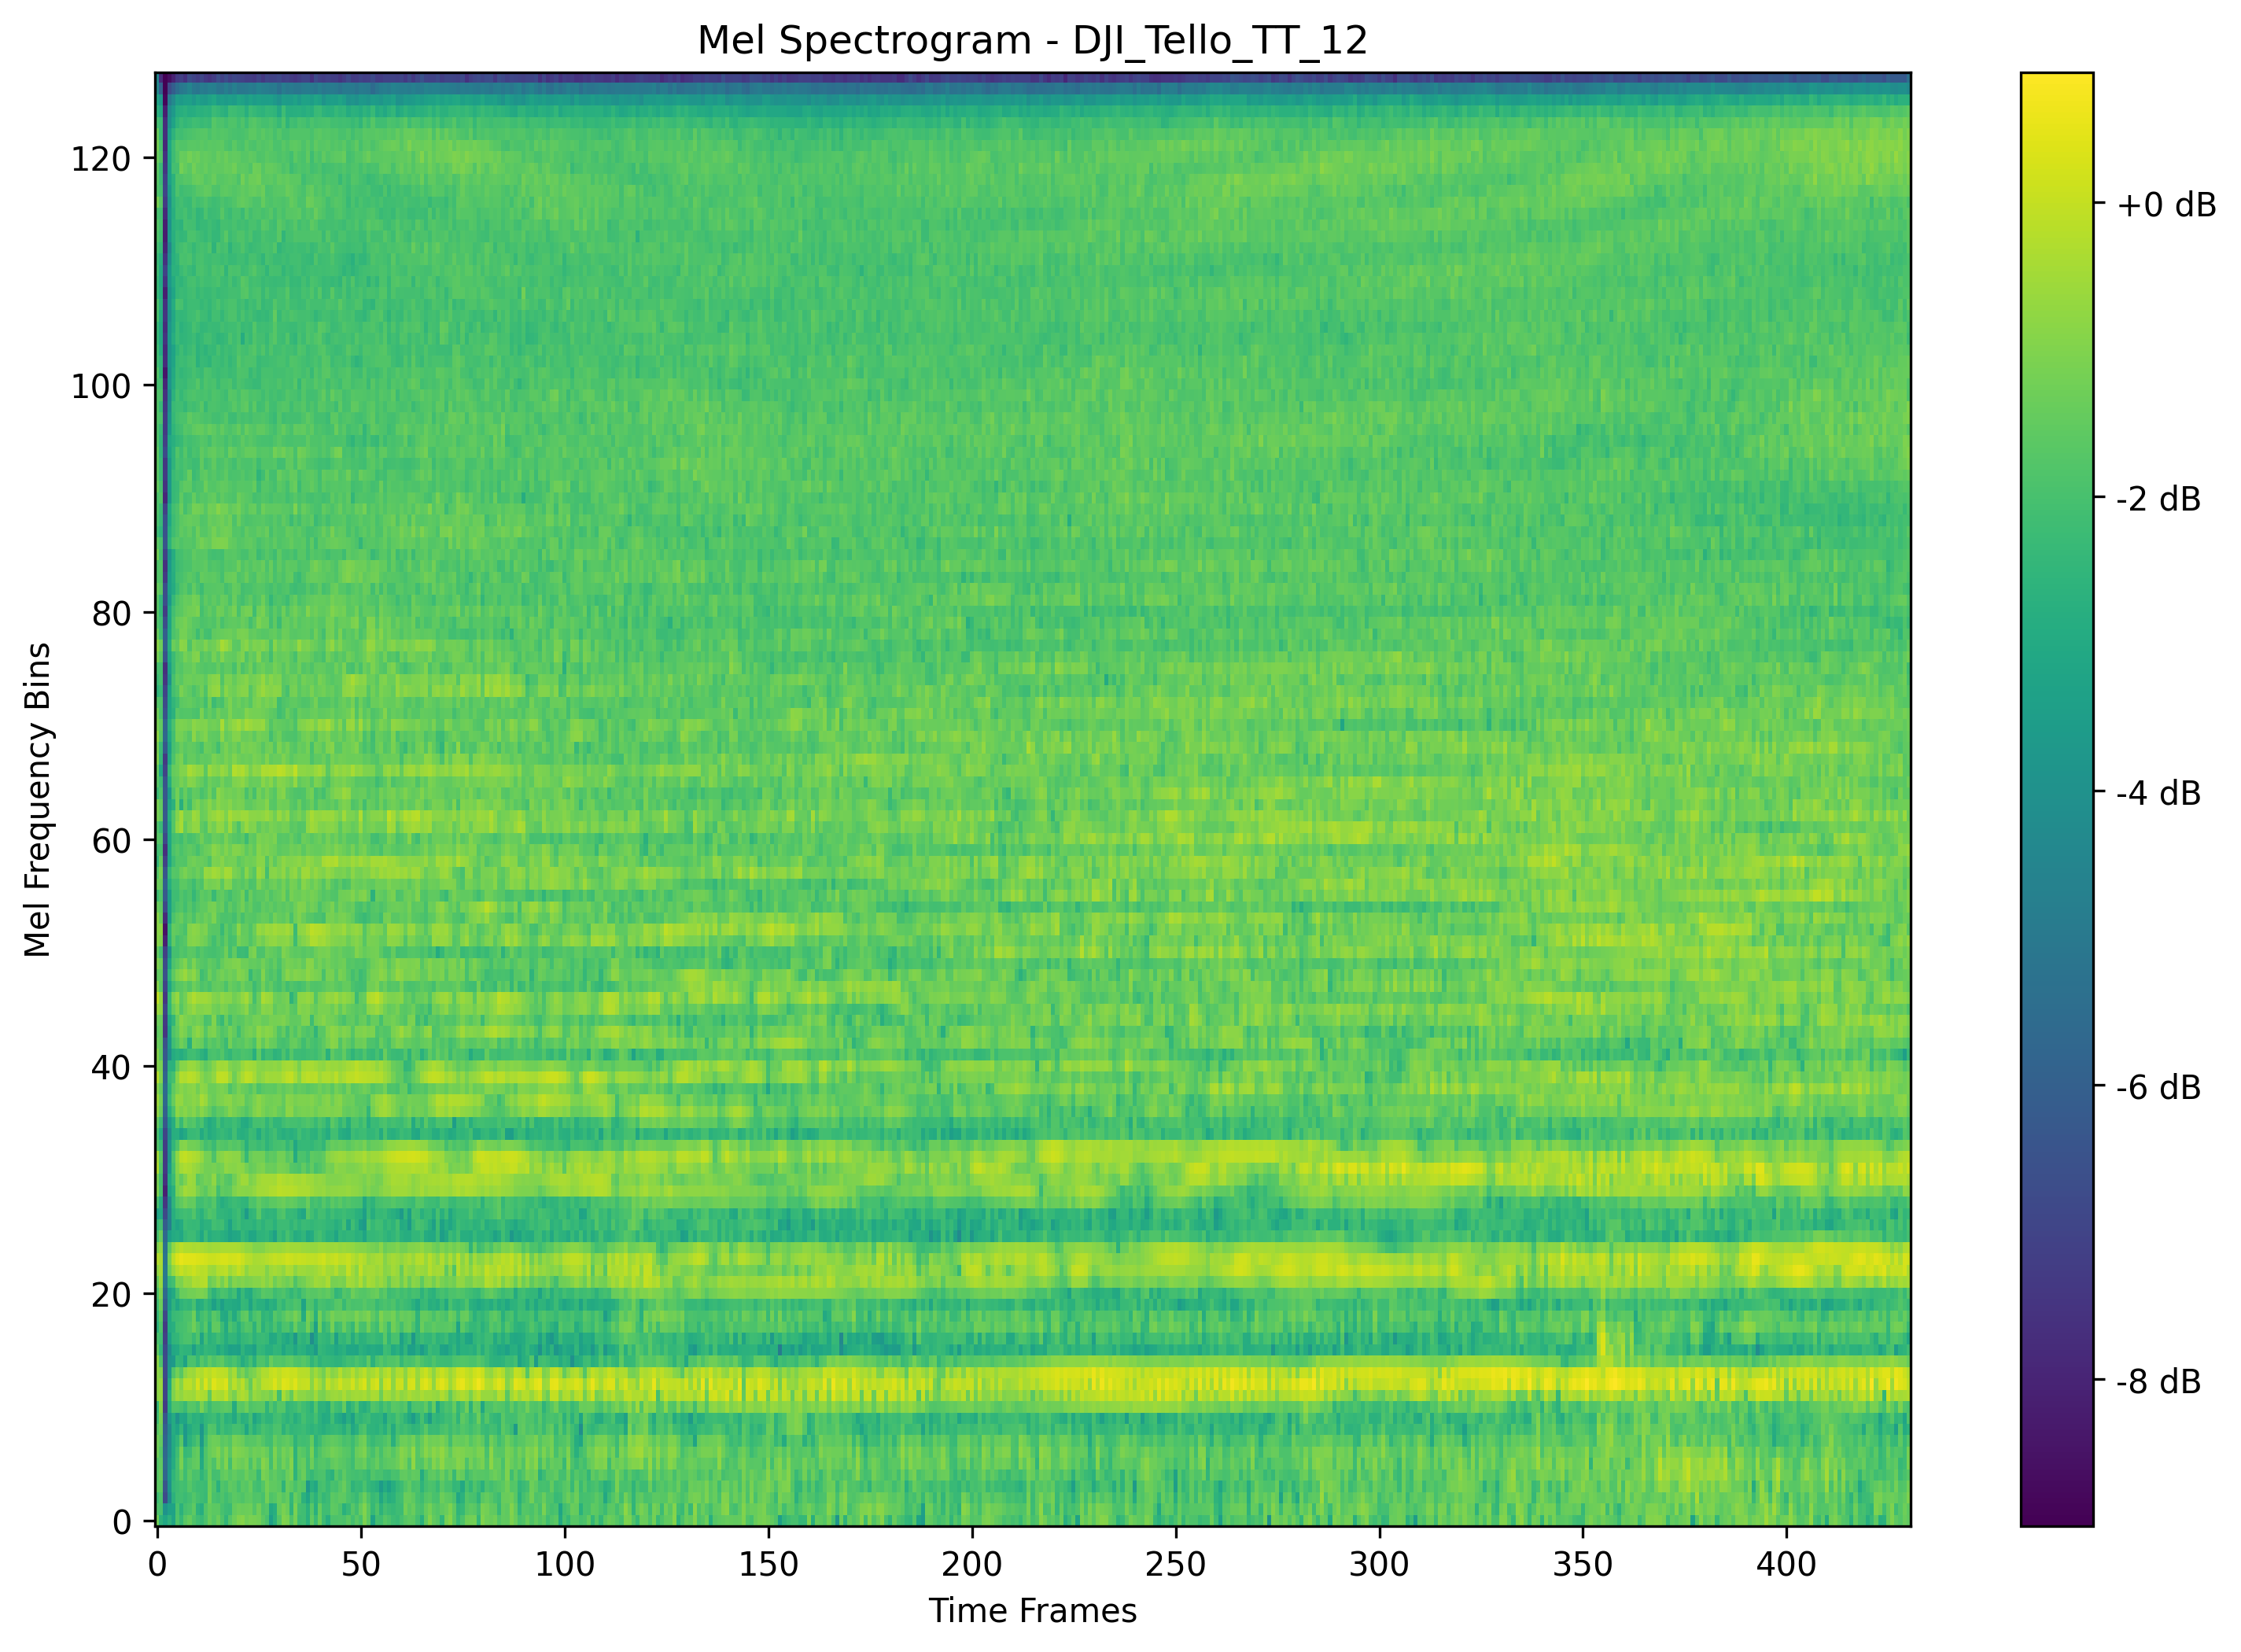 Mel Spectrogram - DJI_Tello_TT_12
Mel Frequency Bins
120
100
80
60
40
20
0
0 50 100 150 200 250 300 350 400
Time Frames
+0 dB
-2 dB
-4 dB
-6 dB
-8 dB